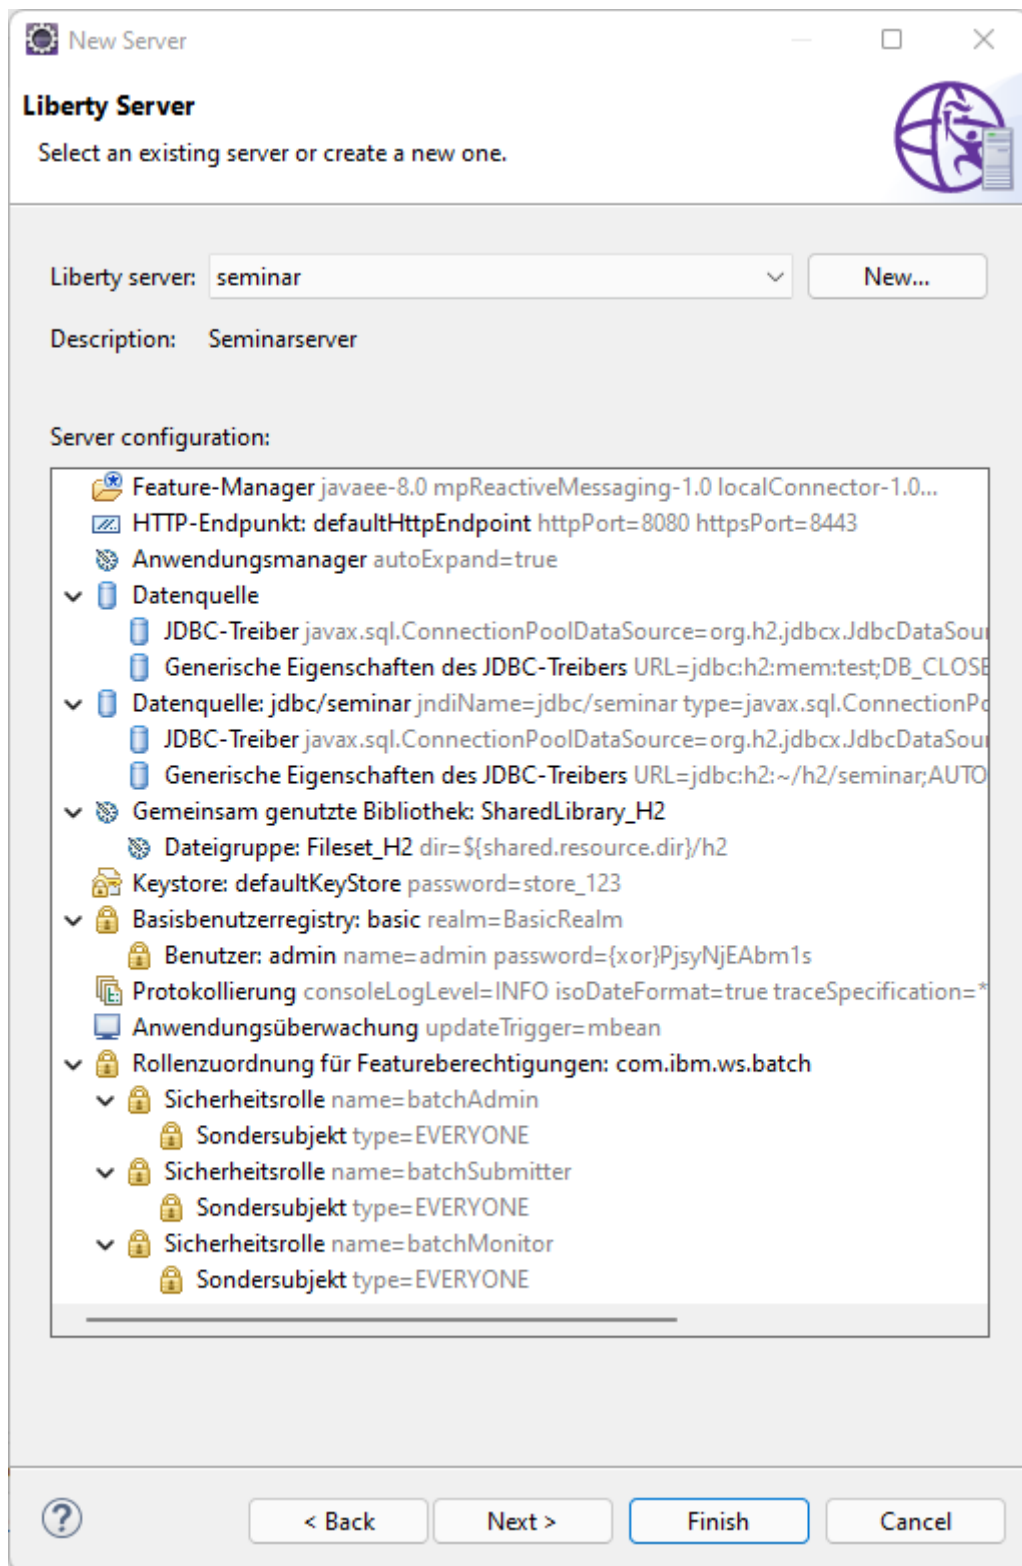 New Server
Liberty Server
Select an existing server or create a new one.
Liberty server: seminar New...
Description: Seminarserver
Server configuration:
Feature-Manager javaee-8.0 mpReactiveMessaging-1.0 localConnector-1.0...
HTTP-Endpunkt: defaultHttpEndpoint httpPort=8080 httpsPort=8443
Anwendungsmanager autoExpand=true
Datenquelle
JDBC-Treiber javax.sql.ConnectionPoolDataSource=org.h2.jdbcx.JdbcDataSour
Generische Eigenschaften des JDBC-Treibers URL=jdbc:h2:mem:test;DB_CLOSE
Datenquelle: jdbc/seminar jndiName=jdbc/seminar type=javax.sql.ConnectionPo
JDBC-Treiber javax.sql.ConnectionPoolDataSource=org.h2.jdbcx.JdbcDataSour
Generische Eigenschaften des JDBC-Treibers URL=jdbc:h2:~/h2/seminar;AUTO
Gemeinsam genutzte Bibliothek: SharedLibrary_H2
Dateigruppe: Fileset_H2 dir=${shared.resource.dir}/h2
Keystore: defaultKeyStore password=store_123
Basisbenutzerregistry: basic realm=BasicRealm
Benutzer: admin name=admin password={xor}PjsyNjEAbm1s
Protokollierung consoleLogLevel=INFO isoDateFormat=true traceSpecification=*
Anwendungsüberwachung updateTrigger=mbean
Rollenzuordnung für Featureberechtigungen: com.ibm.ws.batch
Sicherheitsrolle name=batchAdmin
Sondersubjekt type=EVERYONE
Sicherheitsrolle name=batchSubmitter
Sondersubjekt type=EVERYONE
Sicherheitsrolle name=batchMonitor
Sondersubjekt type=EVERYONE
? < Back Next > Finish Cancel